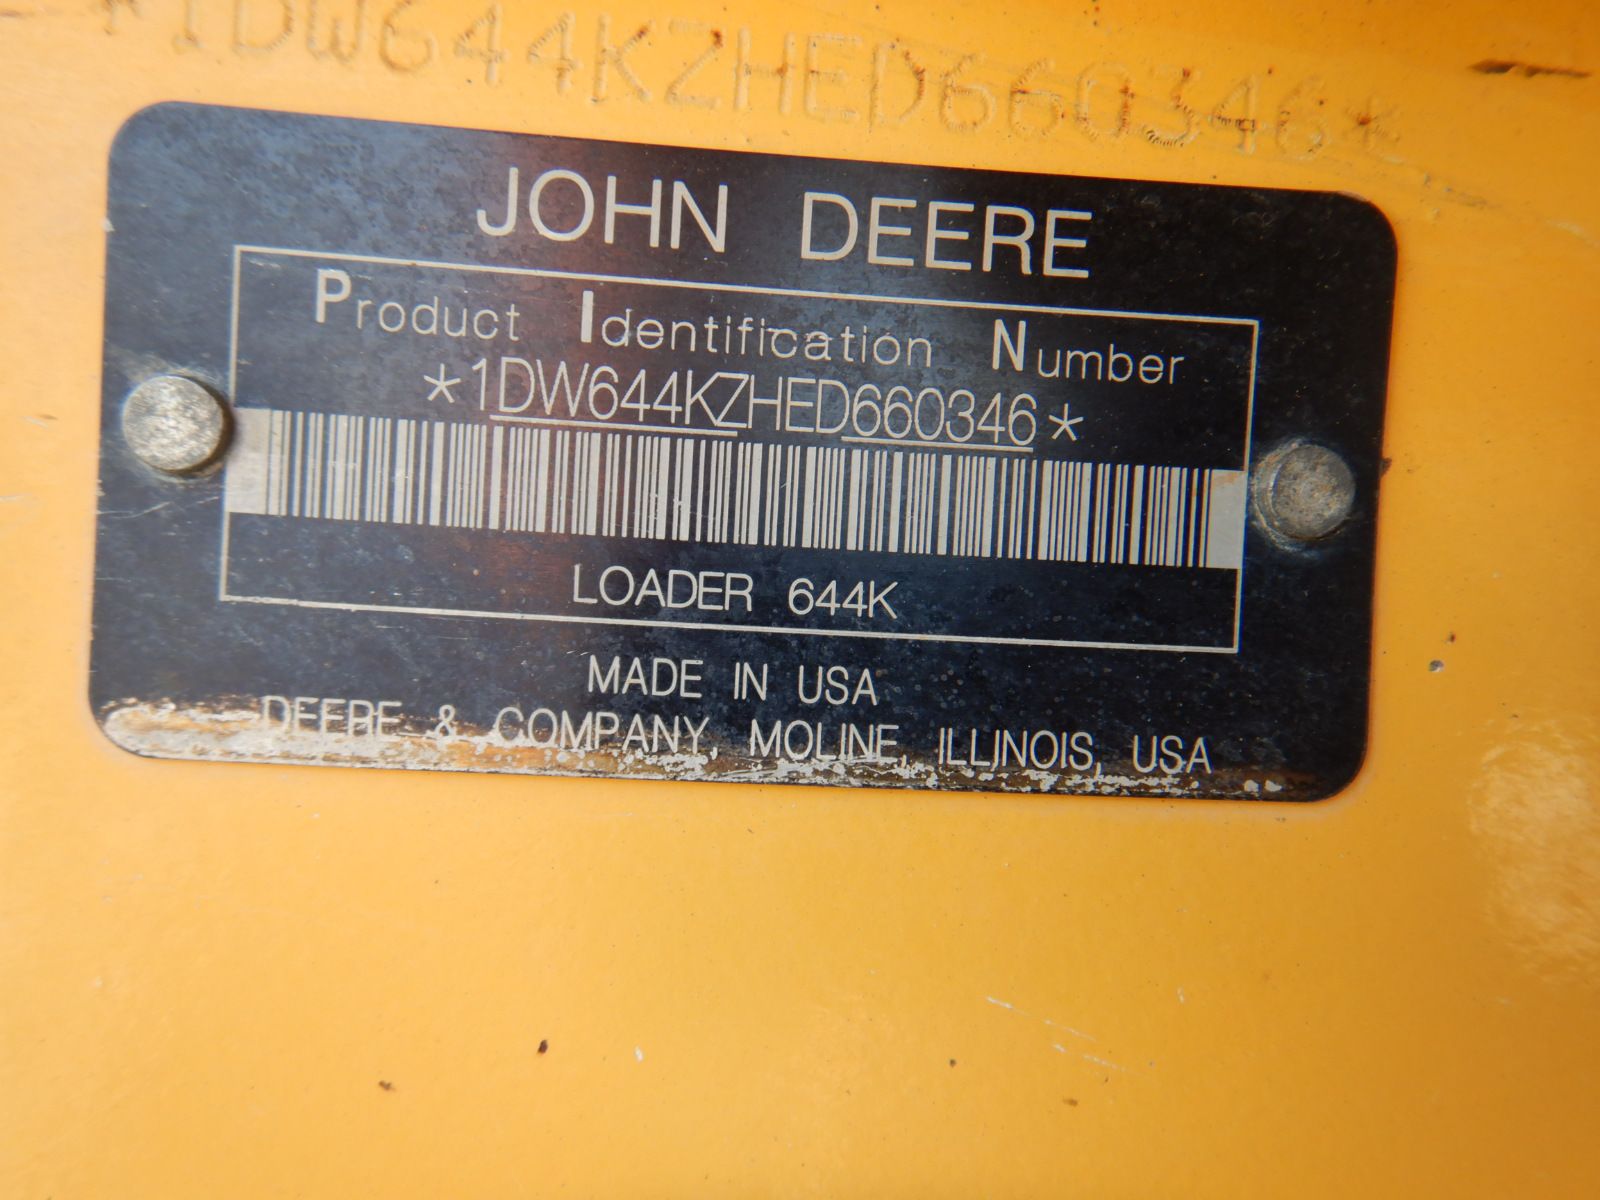 *1DW644KZHED660346*
JOHN DEERE
Product Identification Number
*1DW644KZHED660346*
LOADER 644K
MADE IN USA
DEERE & COMPANY, MOLINE, ILLINOIS, USA